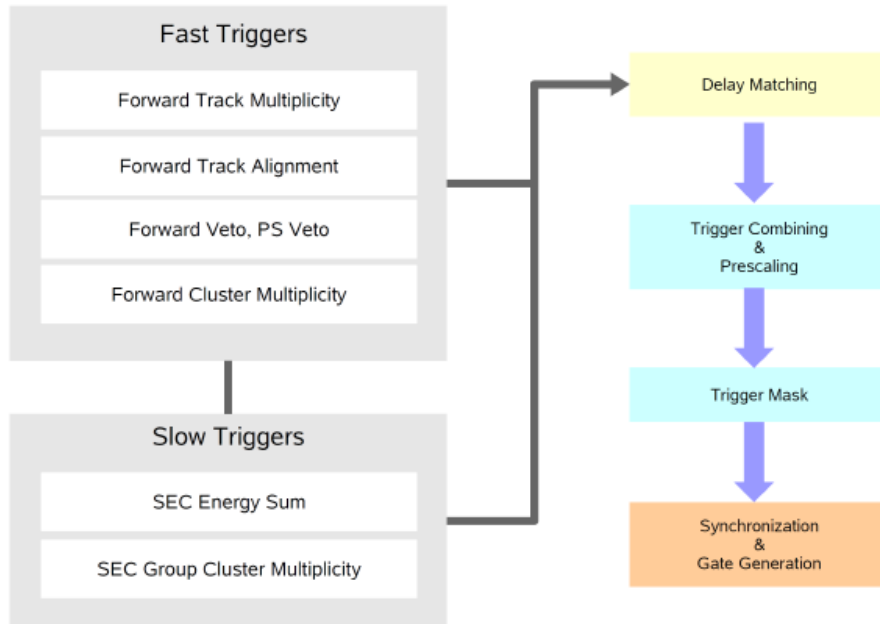 Fast Triggers
Forward Track Multiplicity
Forward Track Alignment
Forward Veto, PS Veto
Forward Cluster Multiplicity
Slow Triggers
SEC Energy Sum
SEC Group Cluster Multiplicity
Delay Matching
Trigger Combining
&
Prescaling
Trigger Mask
Synchronization
&
Gate Generation